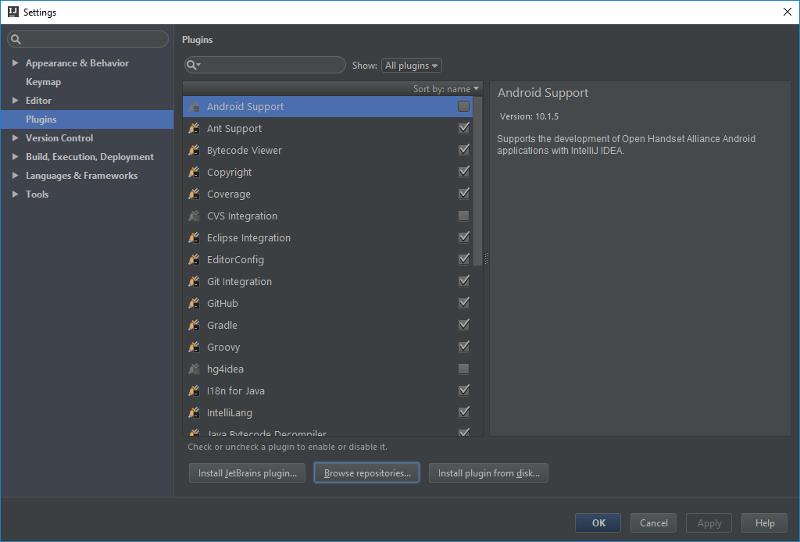 Settings
Appearance & Behavior
Keymap
Editor
Plugins
Version Control
Build, Execution, Deployment
Languages & Frameworks
Tools
Plugins
Show: All plugins
Sort by: name
Android Support
Ant Support
Bytecode Viewer
Copyright
Coverage
CVS Integration
Eclipse Integration
EditorConfig
Git Integration
GitHub
Gradle
Groovy
hg4idea
I18n for Java
IntelliLang
Java Bytecode Decompiler
Check or uncheck a plugin to enable or disable it.
Install JetBrains plugin...
Browse repositories...
Install plugin from disk...
Android Support
Version: 10.1.5
Supports the development of Open Handset Alliance Android
applications with IntelliJ IDEA.
OK
Cancel
Apply
Help